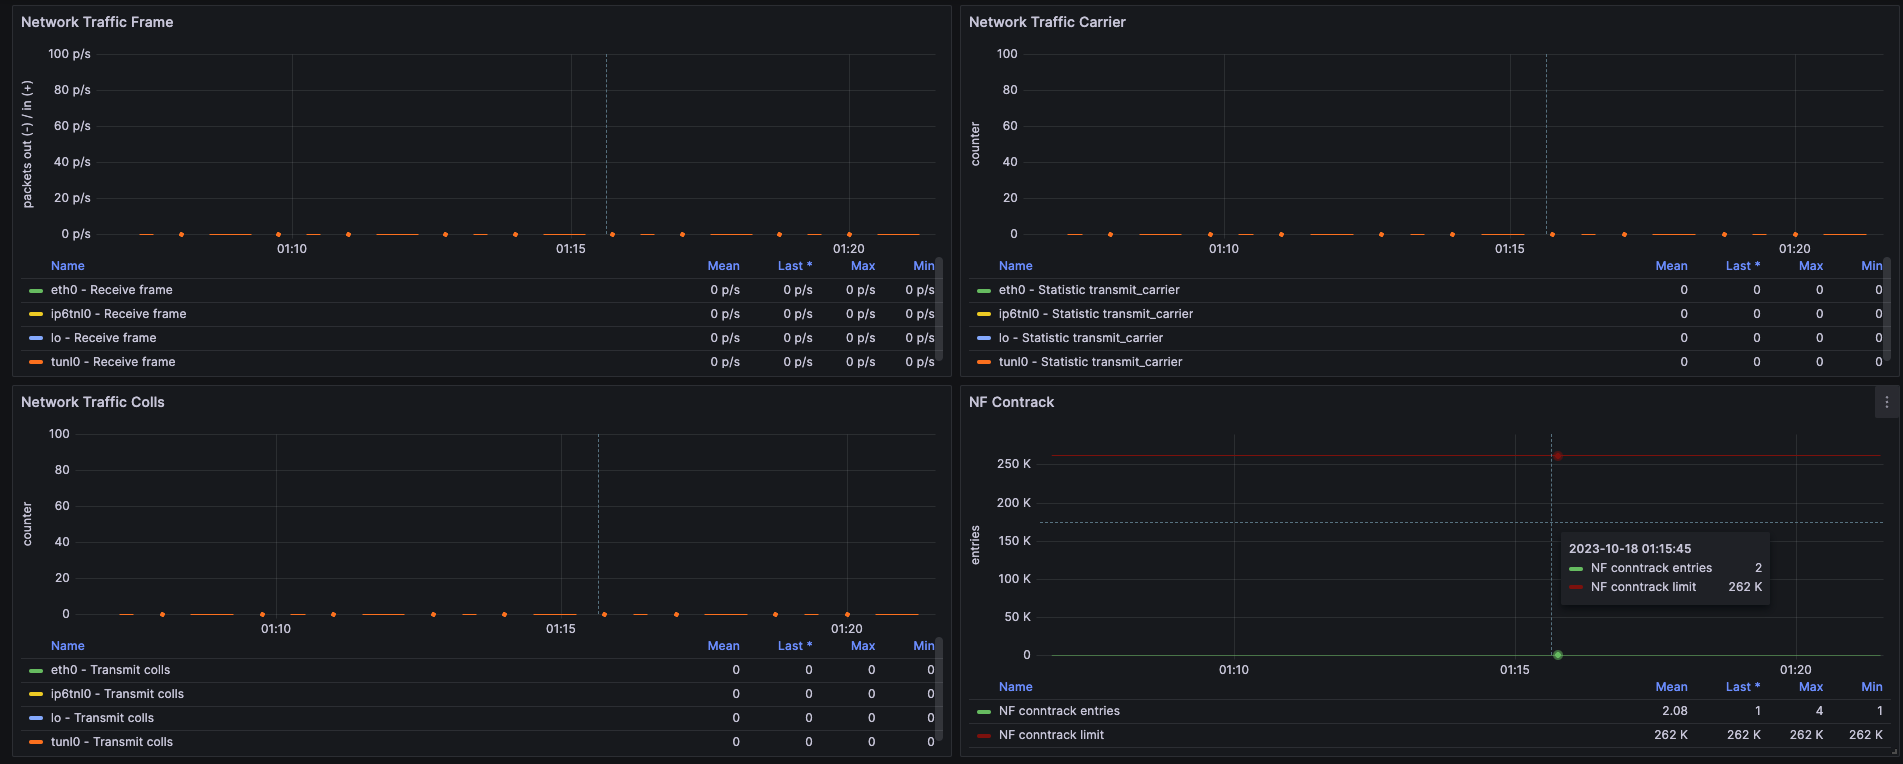 Network Traffic Frame
packets out (-) / in (+)
100 p/s
80 p/s
60 p/s
40 p/s
20 p/s
0 p/s
01:10 01:15 01:20
Name Mean Last * Max Min
eth0 - Receive frame 0 p/s 0 p/s 0 p/s 0 p/s
ip6tnl0 - Receive frame 0 p/s 0 p/s 0 p/s 0 p/s
lo - Receive frame 0 p/s 0 p/s 0 p/s 0 p/s
tunl0 - Receive frame 0 p/s 0 p/s 0 p/s 0 p/s
Network Traffic Carrier
counter
100
80
60
40
20
0
01:10 01:15 01:20
Name Mean Last * Max Min
eth0 - Statistic transmit_carrier 0 0 0 0
ip6tnl0 - Statistic transmit_carrier 0 0 0 0
lo - Statistic transmit_carrier 0 0 0 0
tunl0 - Statistic transmit_carrier 0 0 0 0
Network Traffic Colls
counter
100
80
60
40
20
0
01:10 01:15 01:20
Name Mean Last * Max Min
eth0 - Transmit colls 0 0 0 0
ip6tnl0 - Transmit colls 0 0 0 0
lo - Transmit colls 0 0 0 0
tunl0 - Transmit colls 0 0 0 0
NF Contrack
entries
250 K
200 K
150 K
100 K
50 K
0
01:10 01:15 01:20
2023-10-18 01:15:45
NF conntrack entries 2
NF conntrack limit 262 K
Name Mean Last * Max Min
NF conntrack entries 2.08 1 4 1
NF conntrack limit 262 K 262 K 262 K 262 K